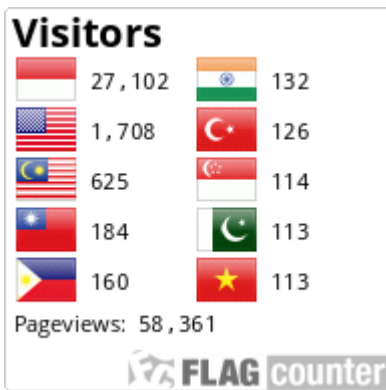 Visitors
27,102 132
1,708 126
625 114
184 113
160 113
Pageviews: 58,361
FLAG counter